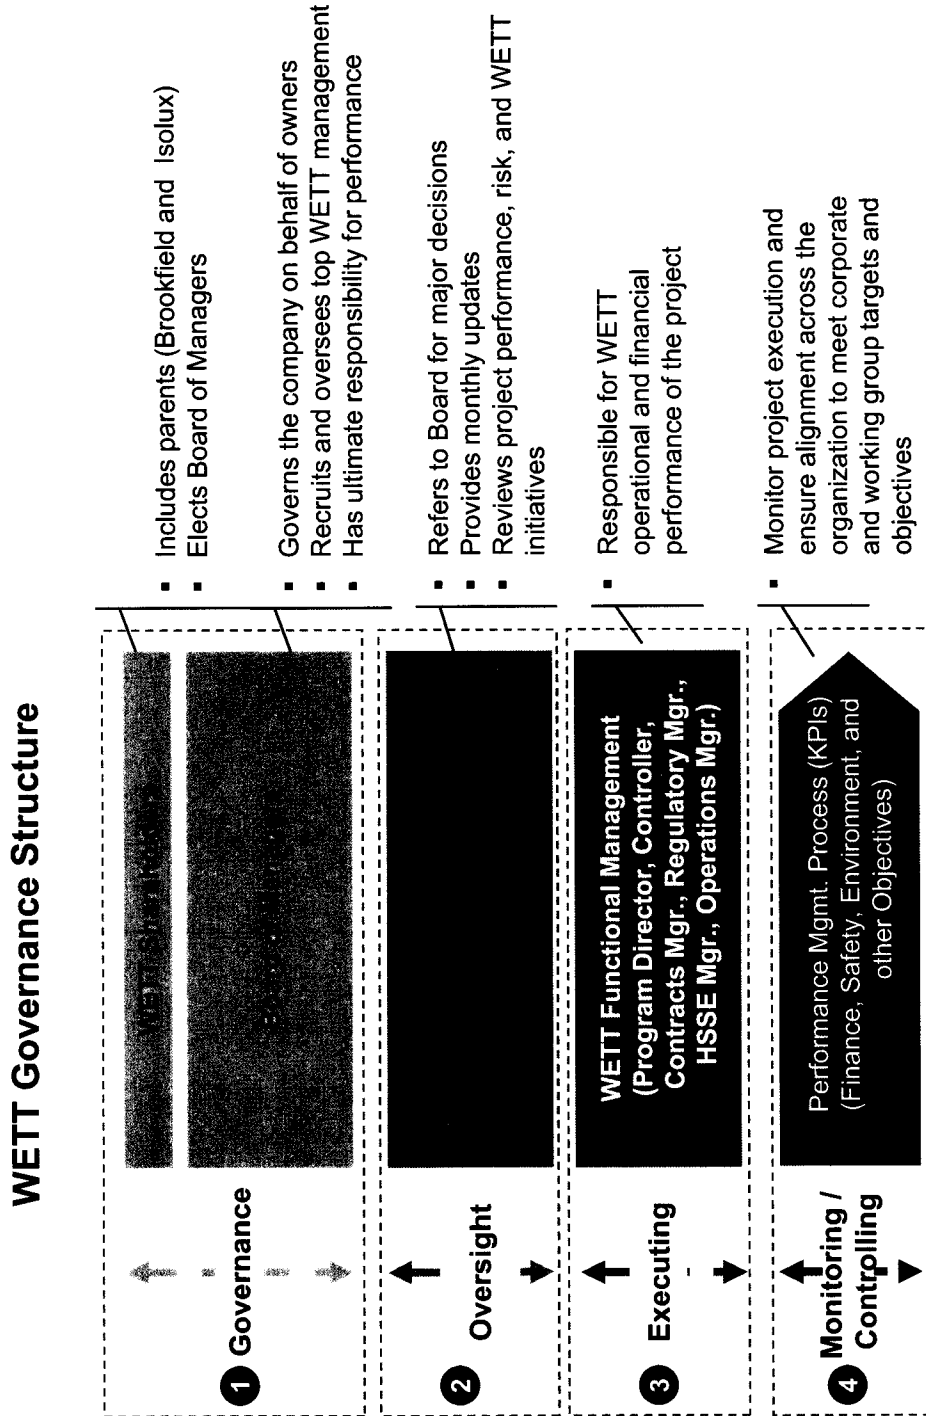 WETT Governance Structure
1
Governance
▪ Includes parents (Brookfield and Isolux)
▪ Elects Board of Managers
▪ Governs the company on behalf of owners
▪ Recruits and oversees top WETT management
▪ Has ultimate responsibility for performance
2
Oversight
▪ Refers to Board for major decisions
▪ Provides monthly updates
▪ Reviews project performance, risk, and WETT
initiatives
3
Executing
WETT Functional Management
(Program Director, Controller,
Contracts Mgr., Regulatory Mgr.,
HSSE Mgr., Operations Mgr.)
▪ Responsible for WETT
operational and financial
performance of the project
4
Monitoring /
Controlling
Performance Mgmt. Process (KPIs)
(Finance, Safety, Environment, and
other Objectives)
▪ Monitor project execution and
ensure alignment across the
organization to meet corporate
and working group targets and
objectives